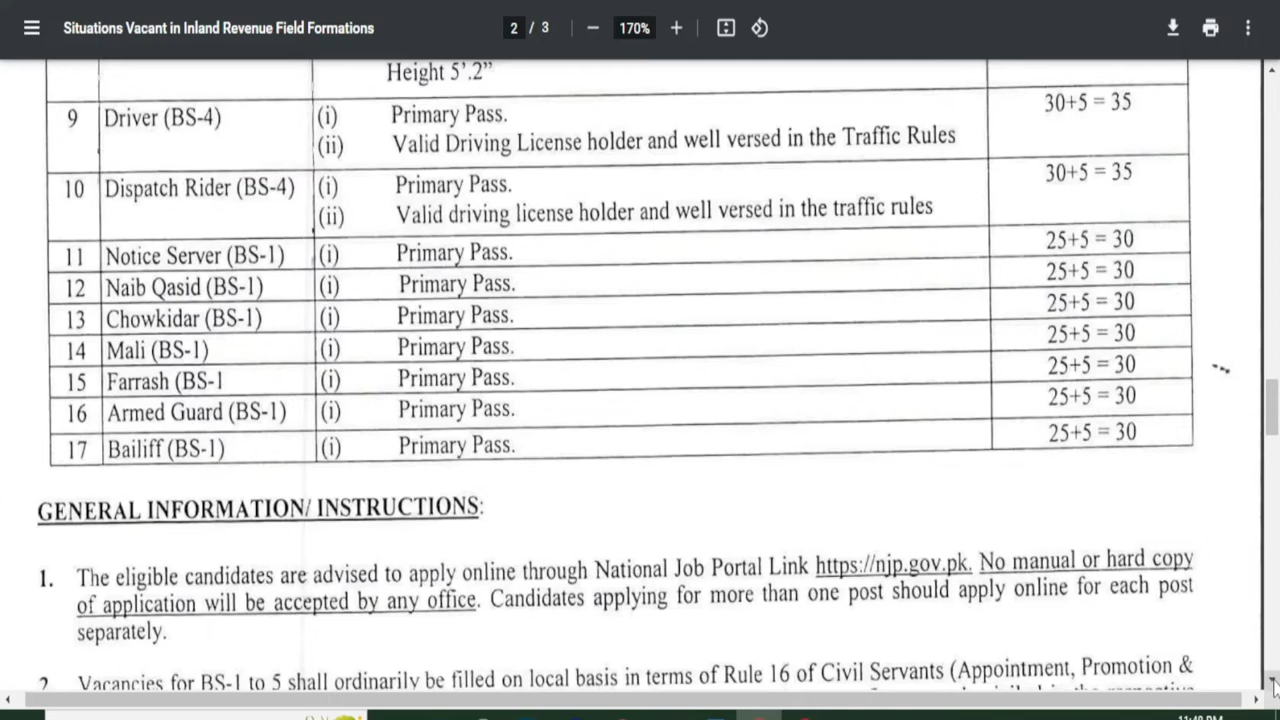 Situations Vacant in Inland Revenue Field Formations 2 / 3 170%
Height 5'.2”
9 Driver (BS-4) (i) Primary Pass. 30+5 = 35
(ii) Valid Driving License holder and well versed in the Traffic Rules
10 Dispatch Rider (BS-4) (i) Primary Pass. 30+5 = 35
(ii) Valid driving license holder and well versed in the traffic rules
11 Notice Server (BS-1) (i) Primary Pass. 25+5 = 30
12 Naib Qasid (BS-1) (i) Primary Pass. 25+5 = 30
13 Chowkidar (BS-1) (i) Primary Pass. 25+5 = 30
14 Mali (BS-1) (i) Primary Pass. 25+5 = 30
15 Farrash (BS-1 (i) Primary Pass. 25+5 = 30
16 Armed Guard (BS-1) (i) Primary Pass. 25+5 = 30
17 Bailiff (BS-1) (i) Primary Pass. 25+5 = 30
GENERAL INFORMATION/ INSTRUCTIONS:
1. The eligible candidates are advised to apply online through National Job Portal Link https://njp.gov.pk. No manual or hard copy
of application will be accepted by any office. Candidates applying for more than one post should apply online for each post
separately.
2 Vacancies for BS-1 to 5 shall ordinarily be filled on local basis in terms of Rule 16 of Civil Servants (Appointment, Promotion &